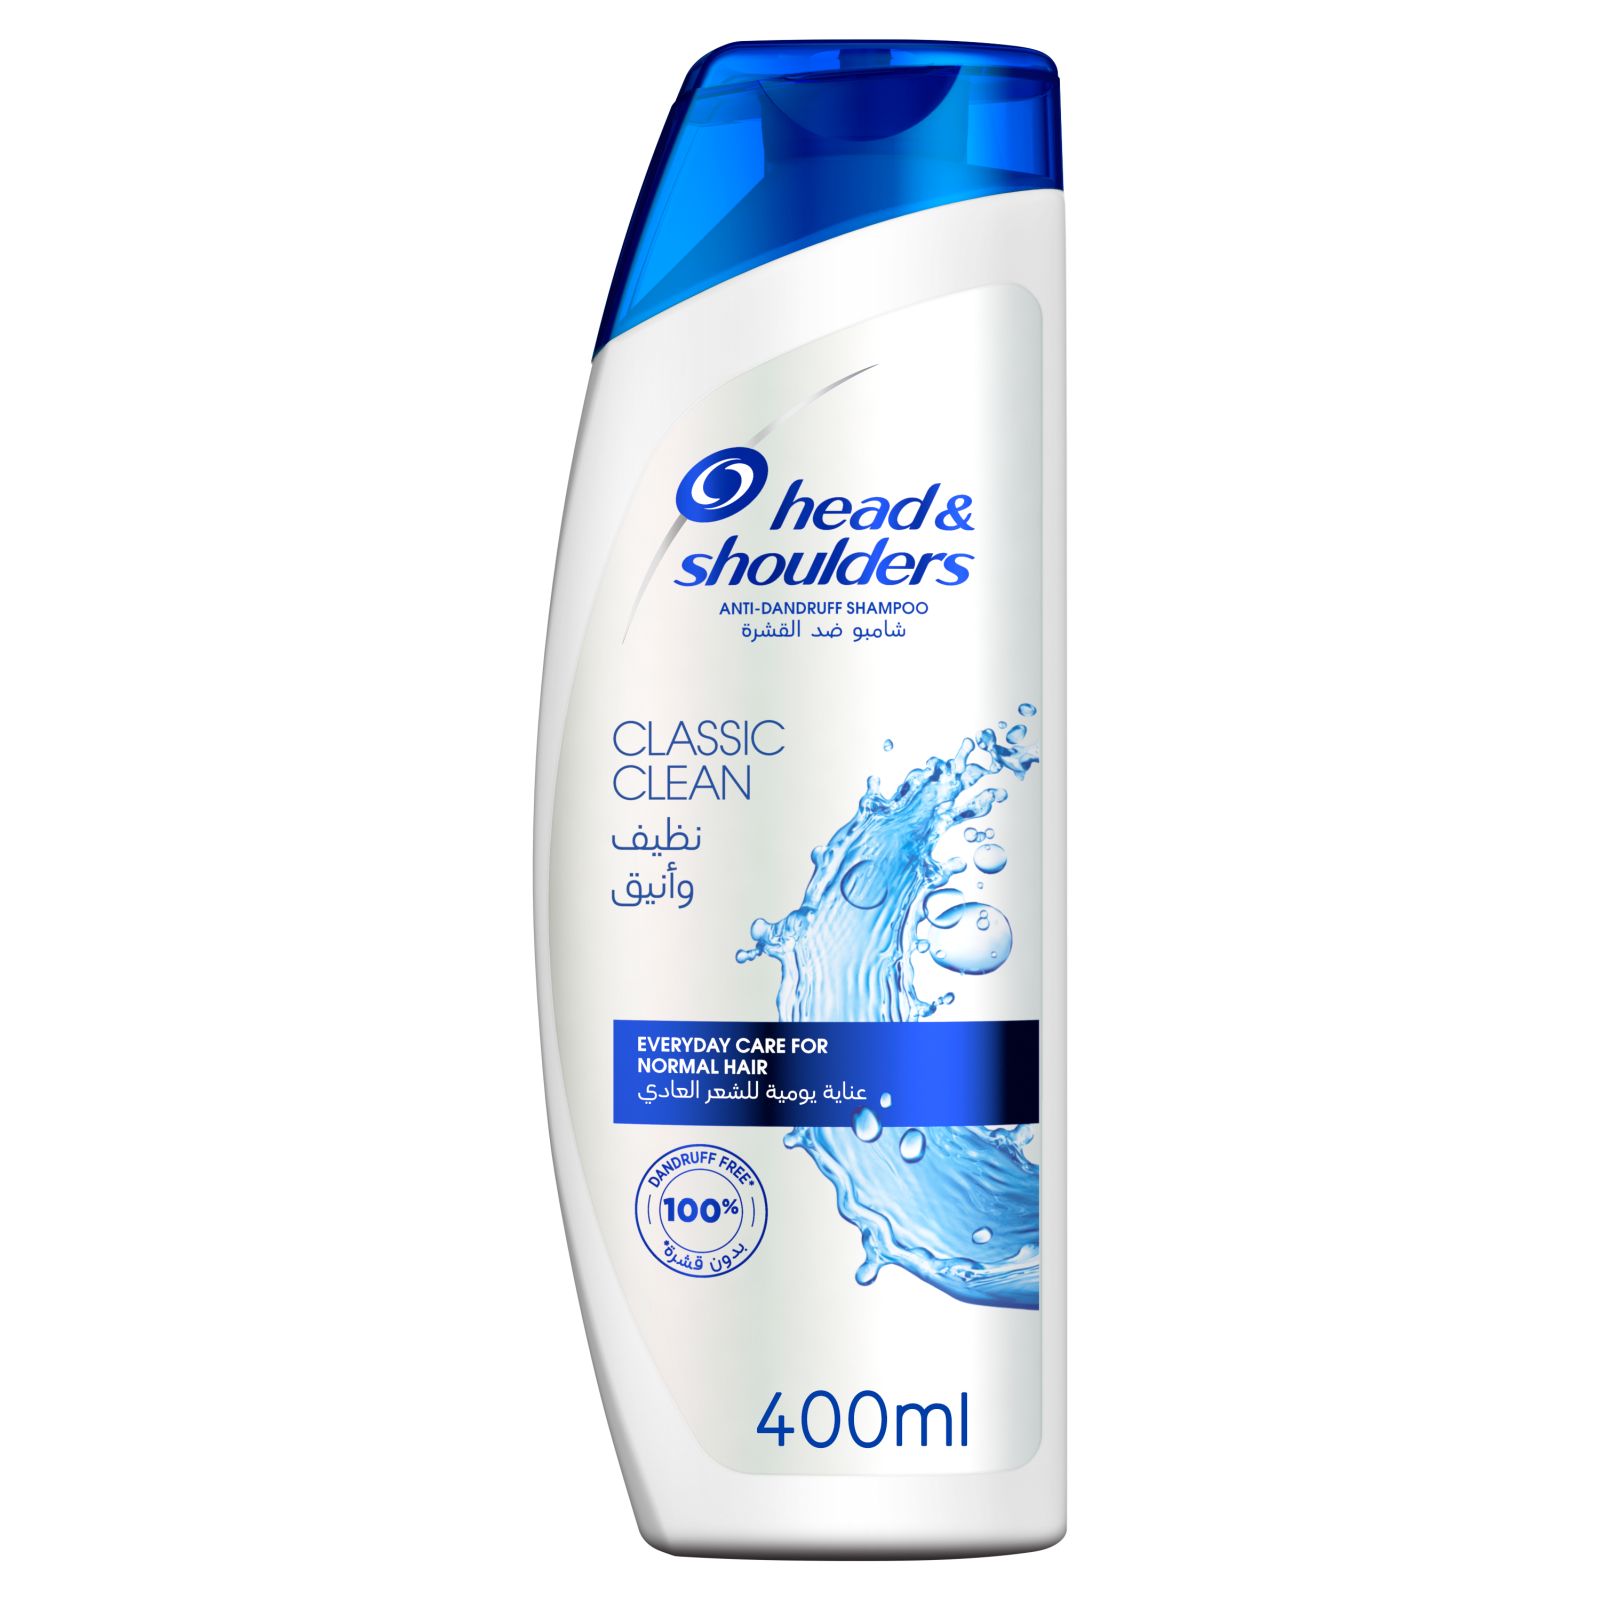 head &
shoulders
ANTI-DANDRUFF SHAMPOO
شامبو ضد القشرة
CLASSIC
CLEAN
نظيف
وأنيق
EVERYDAY CARE FOR
NORMAL HAIR
عناية يومية للشعر العادي
DANDRUFF FREE*
100%
بدون قشرة*
400ml